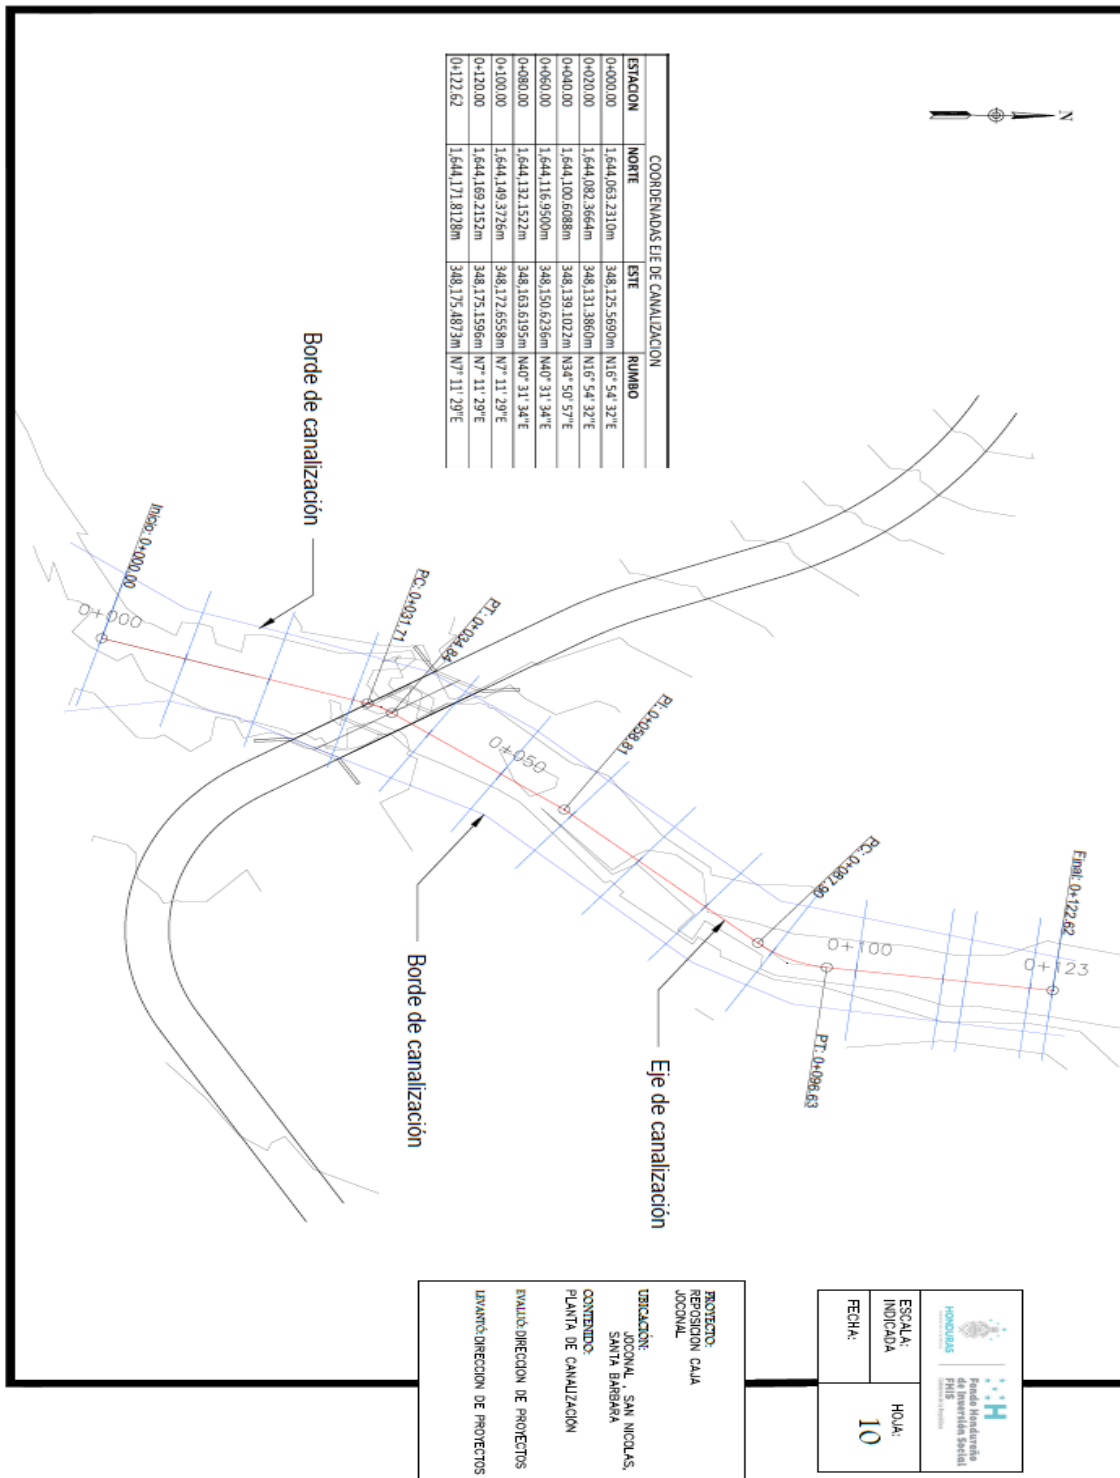 N
COORDENADAS EJE DE CANALIZACION
ESTACION NORTE ESTE RUMBO
0+000.00 1,644,063.2310m 348,125.5690m N16° 54' 32"E
0+020.00 1,644,082.3664m 348,131.3860m N16° 54' 32"E
0+040.00 1,644,100.6088m 348,139.1022m N34° 50' 57"E
0+060.00 1,644,116.9500m 348,150.6236m N40° 31' 34"E
0+080.00 1,644,132.1522m 348,163.6195m N40° 31' 34"E
0+100.00 1,644,149.3726m 348,172.6558m N7° 11' 29"E
0+120.00 1,644,169.2152m 348,175.1596m N7° 11' 29"E
0+122.62 1,644,171.8128m 348,175.4873m N7° 11' 29"E
Borde de canalización
Inicio: 0+000.00
0+000
PC: 0+031.71
PT: 0+034.84
0+050
PI: 0+058.81
PC: 0+087.90
0+100
PT: 0+096.63
Final: 0+122.62
0+123
Borde de canalización
Eje de canalización
PROYECTO:
REPOSICION CAJA
JOCONAL
UBICACIÓN:
JOCONAL , SAN NICOLAS,
SANTA BARBARA
CONTENIDO:
PLANTA DE CANALIZACIÓN
EVALUÓ:DIRECCION DE PROYECTOS
LEVANTÓ:DIRECCION DE PROYECTOS
HONDURAS
H
Fondo Hondureño
de Inversión Social
FHIS
ESCALA:
INDICADA
HOJA:
10
FECHA: